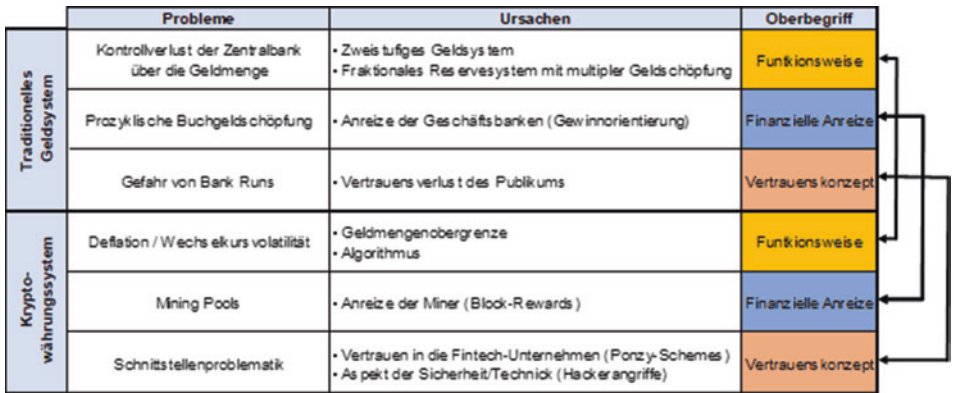 Probleme
Ursachen
Oberbegriff
Traditionelles
Geldsystem
Kontrollverlust der Zentralbank
über die Geldmenge
• Zweistufiges Geldsystem
• Fraktionales Reservesystem mit multipler Geldschöpfung
Funtkionsweise
Prozyklische Buchgeldschöpfung
• Anreize der Geschäftsbanken (Gewinnorientierung)
Finanzielle Anreize
Gefahr von Bank Runs
• Vertrauensverlust des Publikums
Vertrauenskonzept
Krypto-
währungssystem
Deflation / Wechselkursvolatilität
• Geldmengenobergrenze
• Algorithmus
Funtkionsweise
Mining Pools
• Anreize der Miner (Block-Rewards)
Finanzielle Anreize
Schnittstellenproblematik
• Vertrauen in die Fintech-Unternehmen (Ponzy-Schemes)
• Aspekt der Sicherheit/Technick (Hackerangriffe)
Vertrauenskonzept